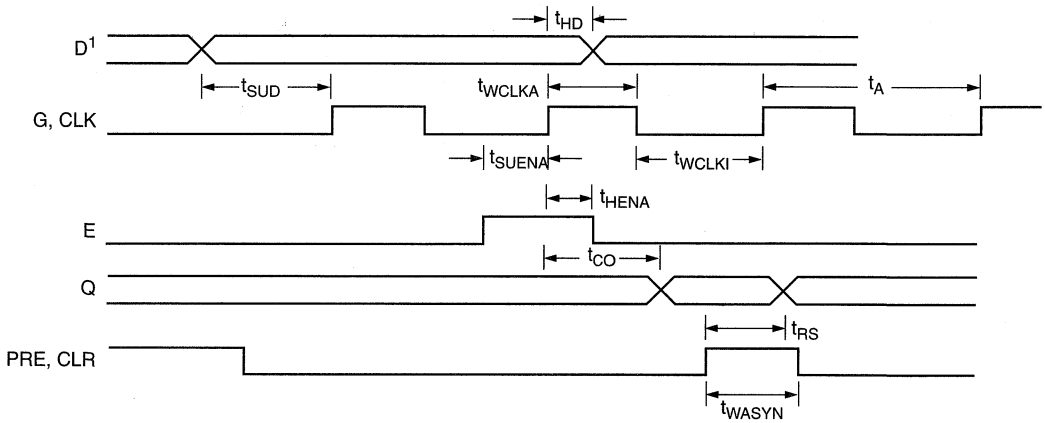 tHD
D1
tSUD
tWCLKA
tA
G, CLK
tSUENA
tWCLKI
tHENA
E
tCO
Q
tRS
PRE, CLR
tWASYN